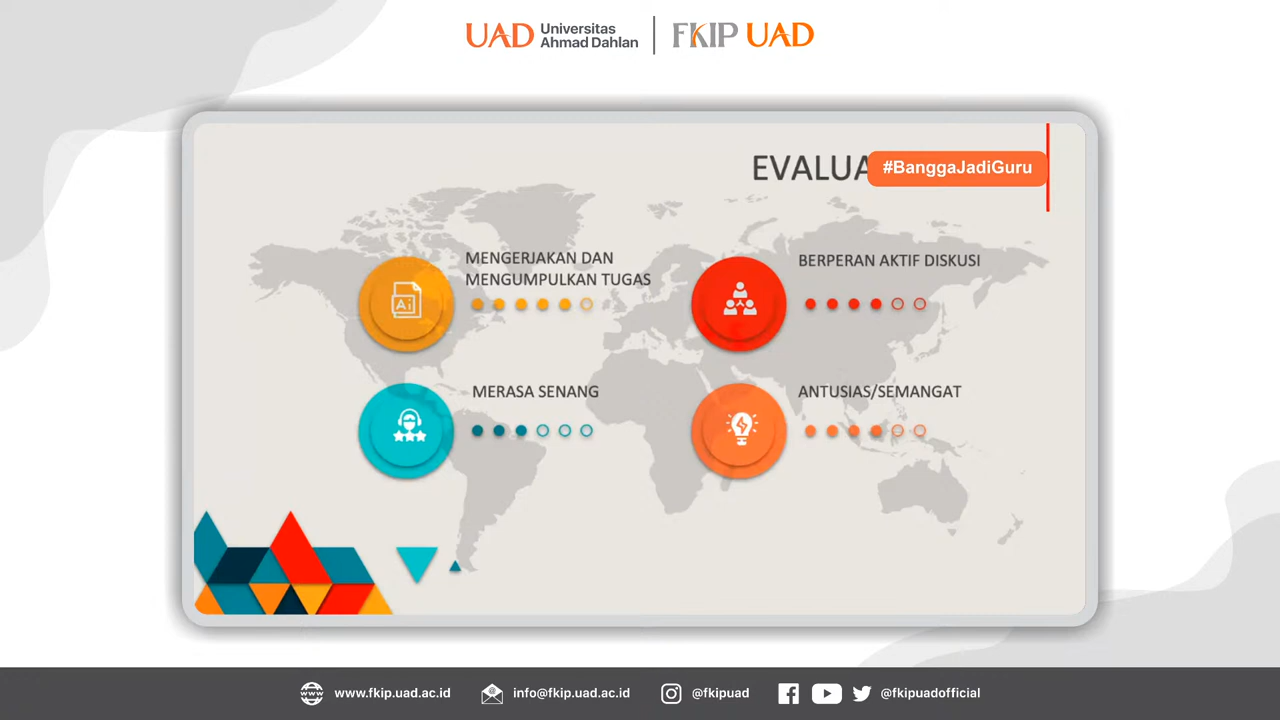 UAD Universitas
Ahmad Dahlan
FKIP UAD
EVALUA
#BanggaJadiGuru
MENGERJAKAN DAN
MENGUMPULKAN TUGAS
BERPERAN AKTIF DISKUSI
Ai
MERASA SENANG
ANTUSIAS/SEMANGAT
www.fkip.uad.ac.id
info@fkip.uad.ac.id
@fkipuad
@fkipuadofficial